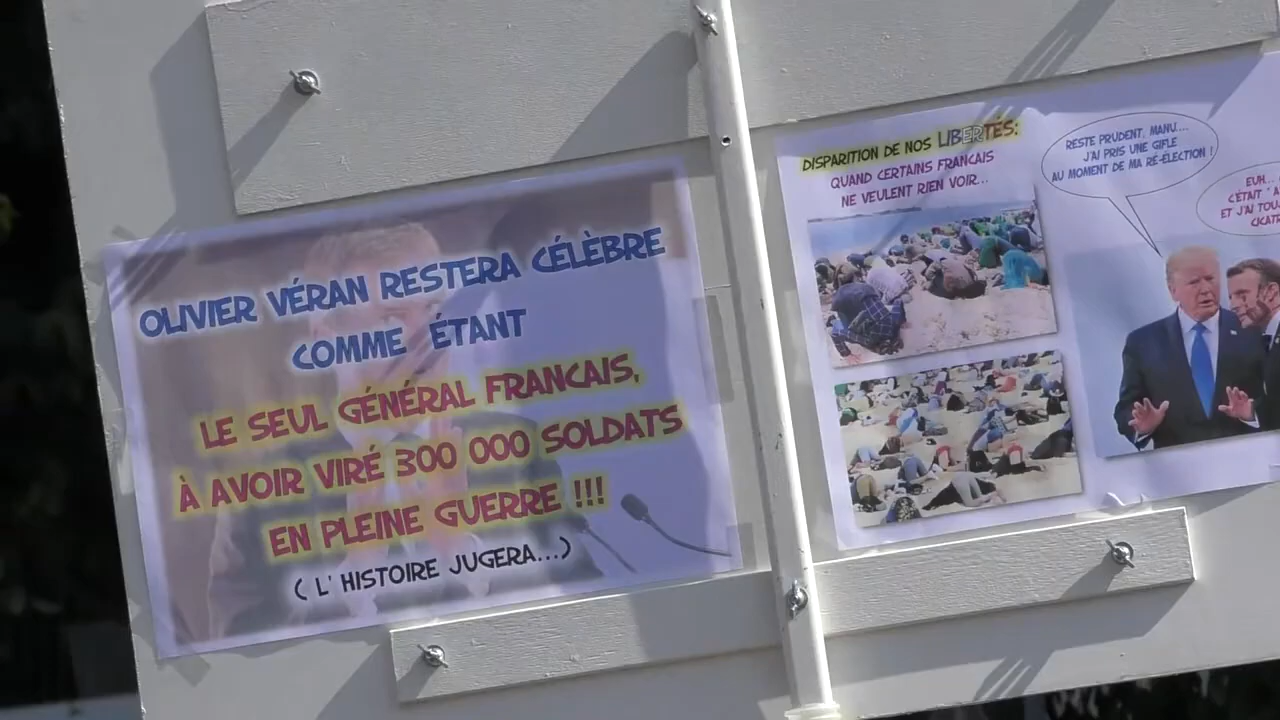 OLIVIER VÉRAN RESTERA CÉLÈBRE
COMME ÉTANT
LE SEUL GÉNÉRAL FRANCAIS,
À AVOIR VIRÉ 300 000 SOLDATS
EN PLEINE GUERRE !!!
( L' HISTOIRE JUGERA...)
DISPARITION DE NOS LIBERTÉS:
QUAND CERTAINS FRANCAIS
NE VEULENT RIEN VOIR...
RESTE PRUDENT, MANU....
J'AI PRIS UNE GIFLE
AU MOMENT DE MA RÉ-ÉLECTION !
EUH...
C'ÉTAIT
ET J'AI